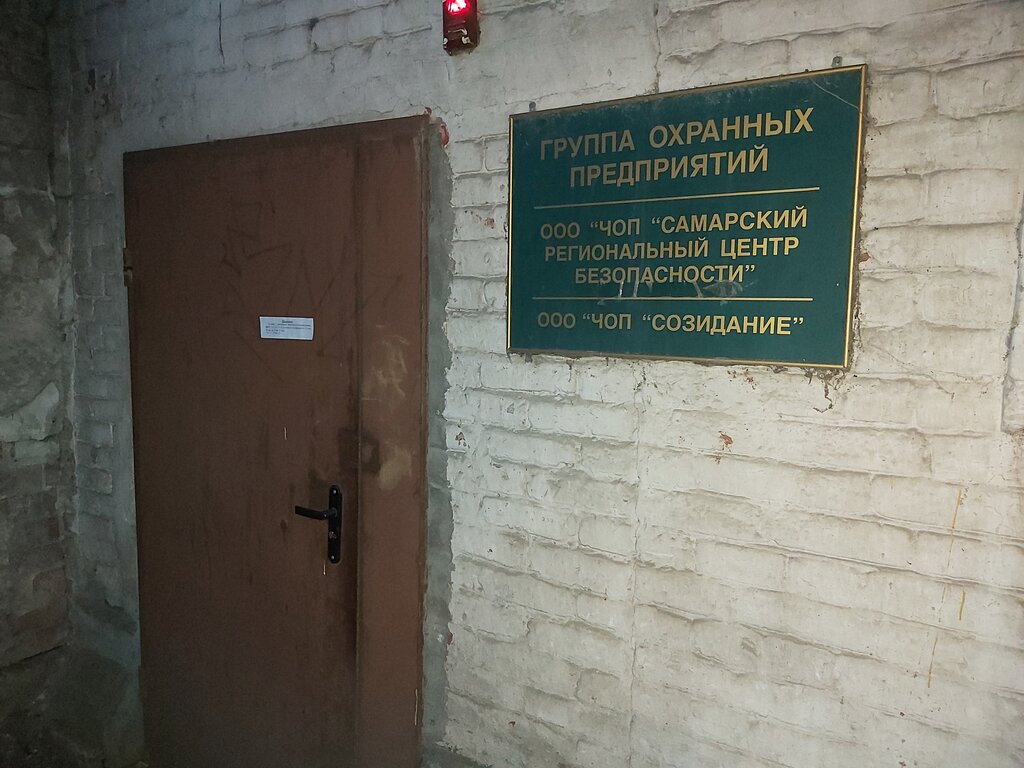 ГРУППА ОХРАННЫХ
ПРЕДПРИЯТИЙ
ООО "ЧОП "САМАРСКИЙ
РЕГИОНАЛЬНЫЙ ЦЕНТР
БЕЗОПАСНОСТИ"
ООО "ЧОП "СОЗИДАНИЕ"